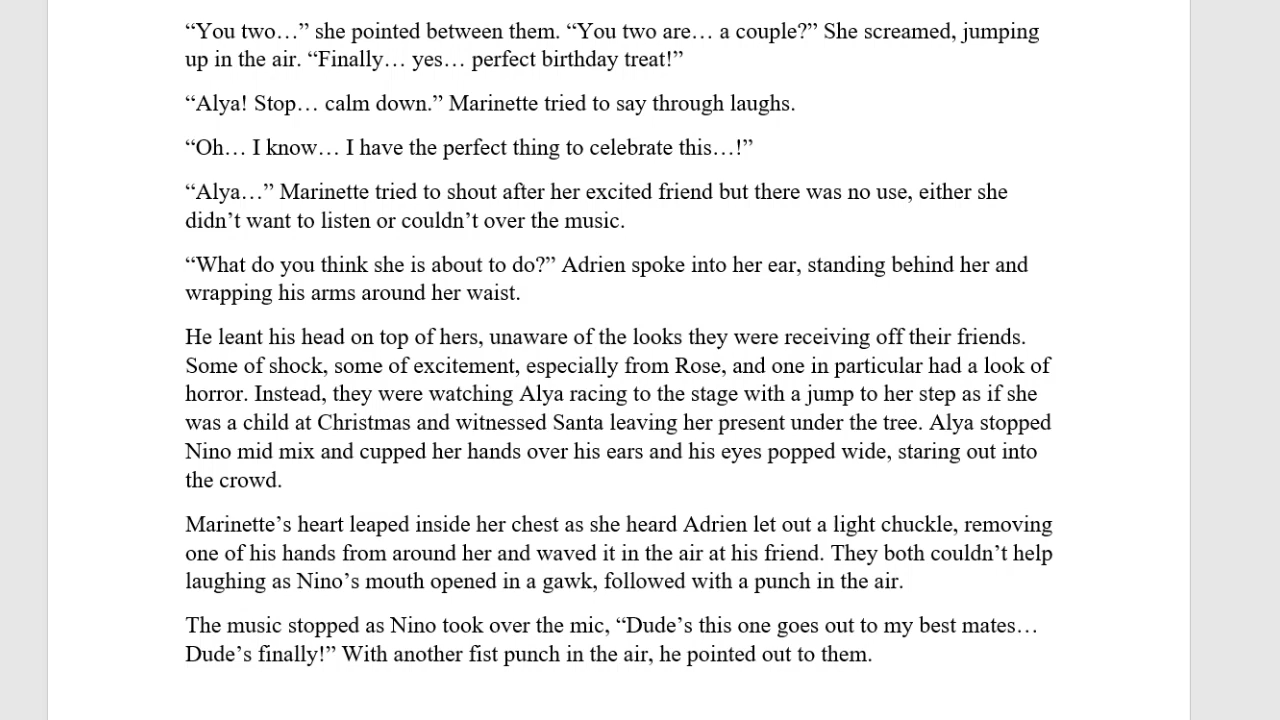 “You two…” she pointed between them. “You two are… a couple?” She screamed, jumping
up in the air. “Finally… yes… perfect birthday treat!”
“Alya! Stop… calm down.” Marinette tried to say through laughs.
“Oh… I know… I have the perfect thing to celebrate this…!”
“Alya…” Marinette tried to shout after her excited friend but there was no use, either she
didn’t want to listen or couldn’t over the music.
“What do you think she is about to do?” Adrien spoke into her ear, standing behind her and
wrapping his arms around her waist.
He leant his head on top of hers, unaware of the looks they were receiving off their friends.
Some of shock, some of excitement, especially from Rose, and one in particular had a look of
horror. Instead, they were watching Alya racing to the stage with a jump to her step as if she
was a child at Christmas and witnessed Santa leaving her present under the tree. Alya stopped
Nino mid mix and cupped her hands over his ears and his eyes popped wide, staring out into
the crowd.
Marinette’s heart leaped inside her chest as she heard Adrien let out a light chuckle, removing
one of his hands from around her and waved it in the air at his friend. They both couldn’t help
laughing as Nino’s mouth opened in a gawk, followed with a punch in the air.
The music stopped as Nino took over the mic, “Dude’s this one goes out to my best mates…
Dude’s finally!” With another fist punch in the air, he pointed out to them.